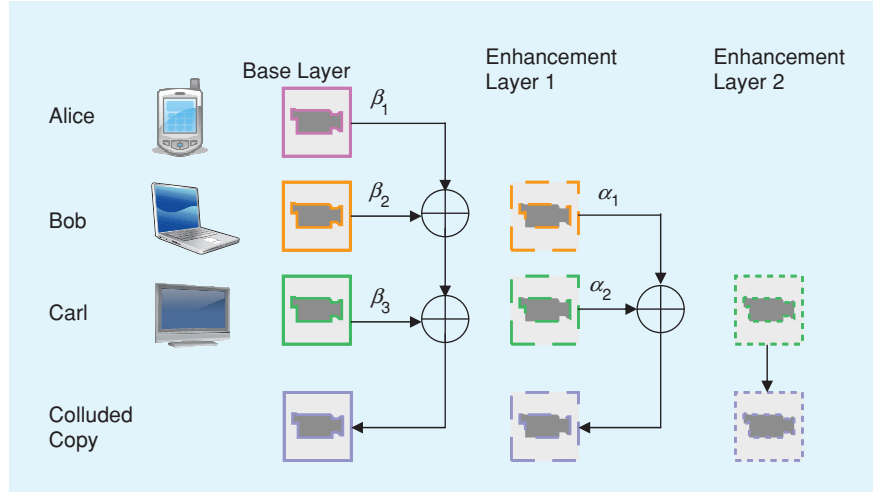 Base Layer
Enhancement
Layer 1
Enhancement
Layer 2
Alice
β1
Bob
β2
α1
Carl
β3
α2
Colluded
Copy